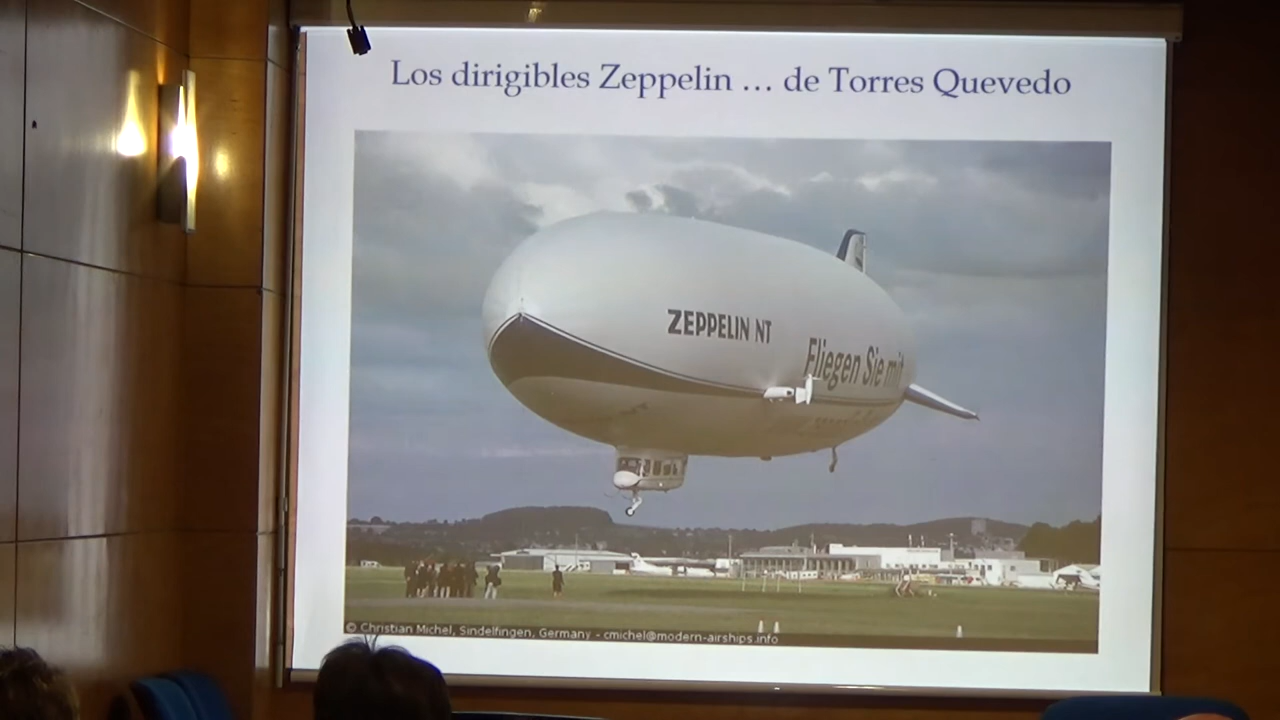 Los dirigibles Zeppelin ... de Torres Quevedo
ZEPPELIN NT
Fliegen Sie mit
© Christian Michel, Sindelfingen, Germany - cmichel@modern-airships.info